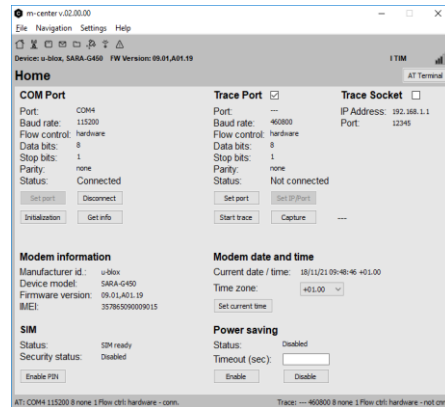 m-center v.02.00.00
File Navigation Settings Help
Device: u-blox, SARA-G450 FW Version: 09.01,A01.19 I TIM
Home
AT Terminal
COM Port
Port: COM4
Baud rate: 115200
Flow control: hardware
Data bits: 8
Stop bits: 1
Parity: none
Status: Connected
Set port Disconnect
Initialization Get info
Trace Port
Port: ---
Baud rate: 460800
Flow control: hardware
Data bits: 8
Stop bits: 1
Parity: none
Status: Not connected
Set port Set IP/Port
Start trace Capture ---
Trace Socket
IP Address: 192.168.1.1
Port: 12345
Modem information
Manufacturer id.: u-blox
Device model: SARA-G450
Firmware version: 09.01,A01.19
IMEI: 357865090009015
Modem date and time
Current date / time: 18/11/21 09:48:46 +01.00
Time zone: +01.00
Set current time
SIM
Status: SIM ready
Security status: Disabled
Enable PIN
Power saving
Status: Disabled
Timeout (sec):
Enable Disable
AT: COM4 115200 8 none 1 Flow ctrl: hardware - conn.
Trace: --- 460800 8 none 1 Flow ctrl: hardware - not